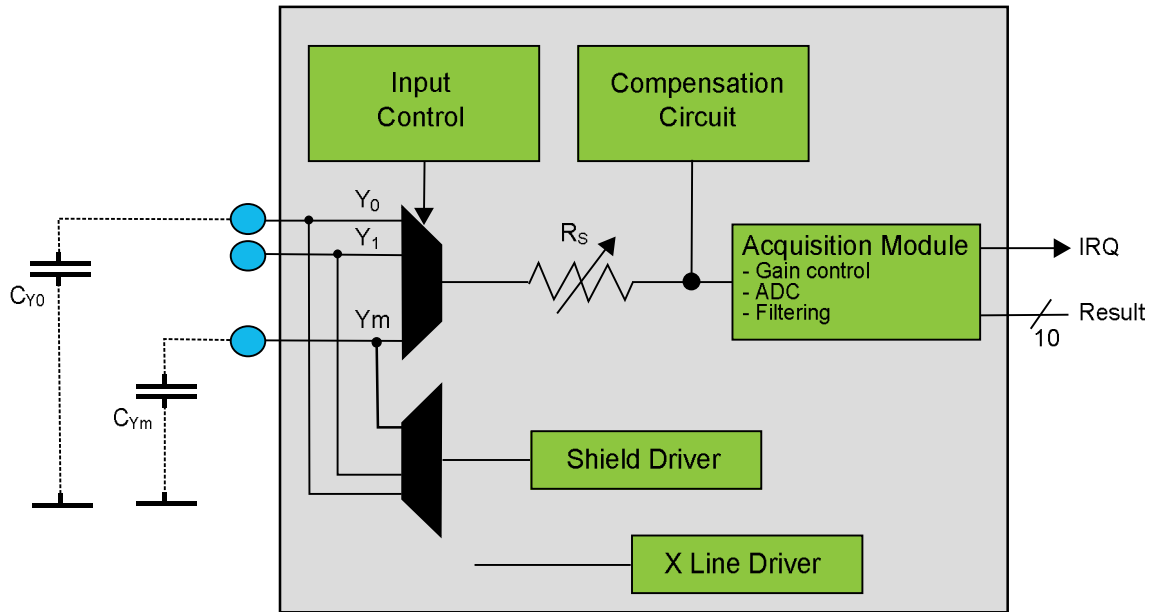 Input
Control
Compensation
Circuit
Y0
Y1
RS
Acquisition Module
- Gain control
- ADC
- Filtering
IRQ
Result
10
CY0
Ym
CYm
Shield Driver
X Line Driver